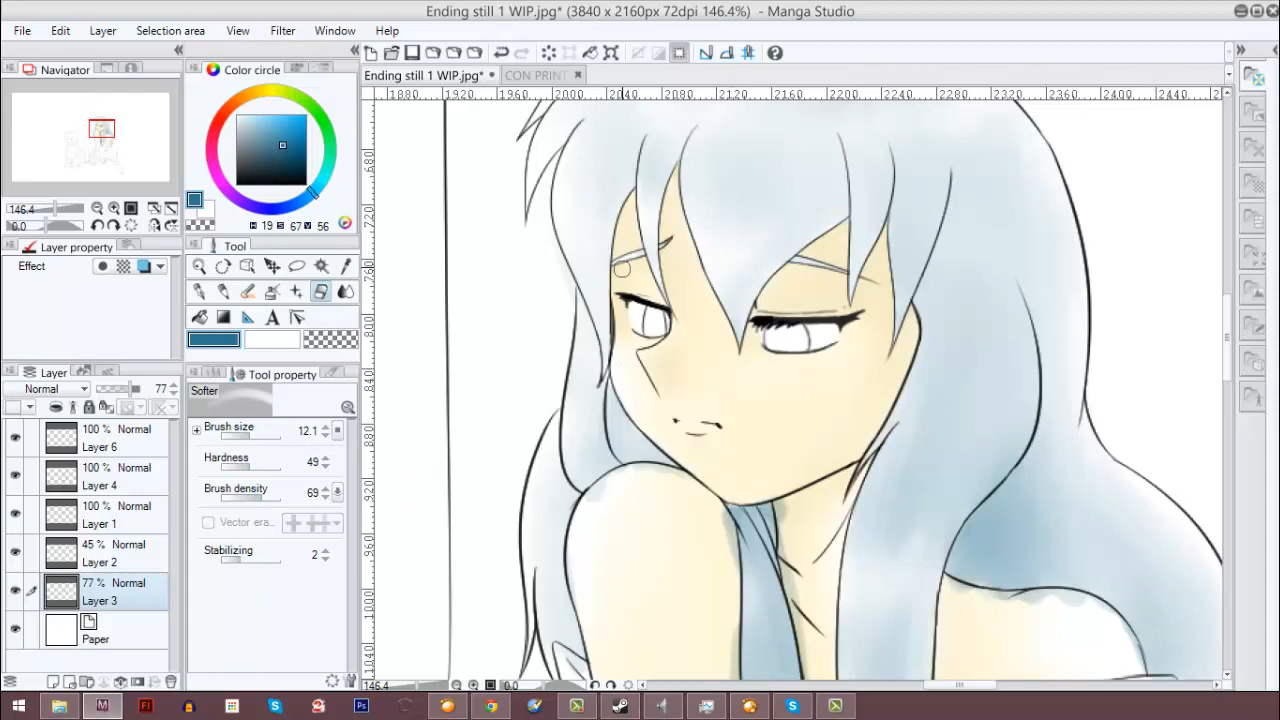 Ending still 1 WIP.jpg* (3840 x 2160px 72dpi 146.4%) - Manga Studio
File Edit Layer Selection area View Filter Window Help
Navigator
Color circle
Ending still 1 WIP.jpg* CON PRINT
1880 1920 1960 2000 2040 2080 2120 2160 2200 2240 2280 2320 2360 2400 2440
146.4
0.0
H 19 S 67 V 56
Layer property
Tool
Effect
Layer
Tool property
Normal 77
Softer
100 % Normal
Layer 6
Brush size 12.1
100 % Normal
Layer 4
Hardness 49
Brush density 69
100 % Normal
Layer 1
Vector era...
45 % Normal
Layer 2
Stabilizing 2
77 % Normal
Layer 3
Paper
146.4 0.0
Ps